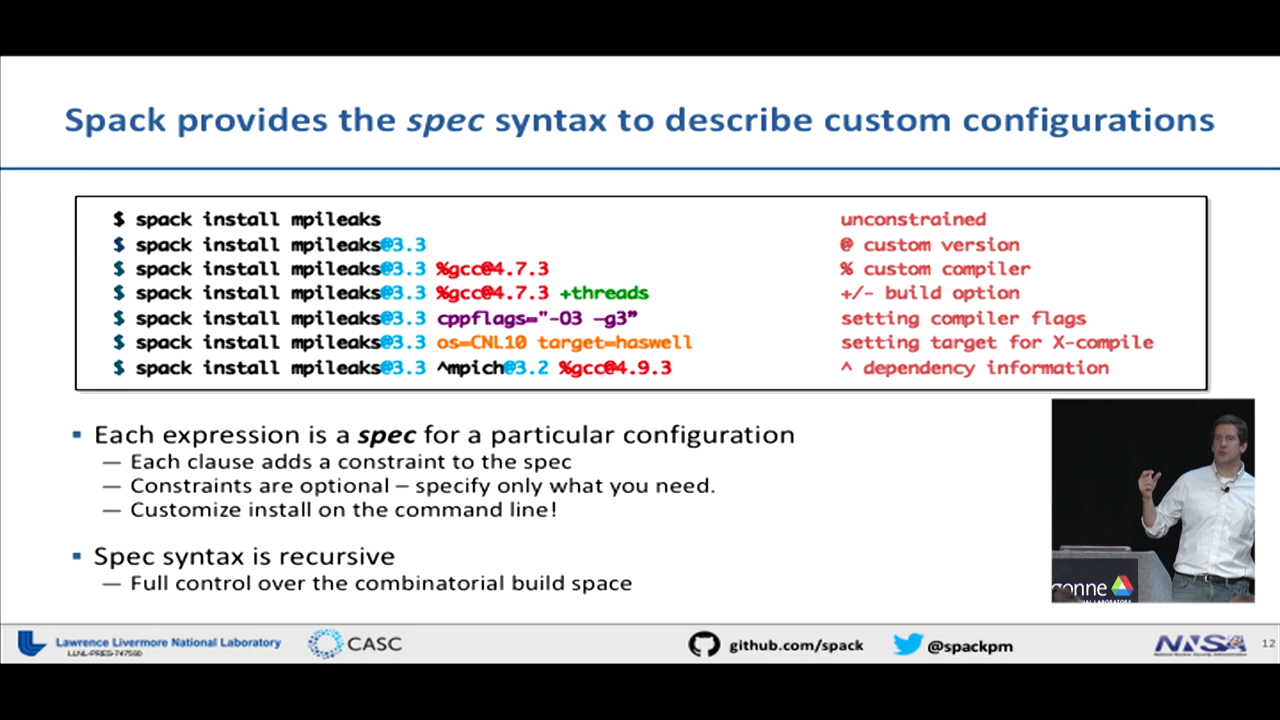 Spack provides the spec syntax to describe custom configurations
$ spack install mpileaks unconstrained
$ spack install mpileaks@3.3 @ custom version
$ spack install mpileaks@3.3 %gcc@4.7.3 % custom compiler
$ spack install mpileaks@3.3 %gcc@4.7.3 +threads +/- build option
$ spack install mpileaks@3.3 cppflags="-O3 –g3” setting compiler flags
$ spack install mpileaks@3.3 os=CNL10 target=haswell setting target for X-compile
$ spack install mpileaks@3.3 ^mpich@3.2 %gcc@4.9.3 ^ dependency information
▪ Each expression is a spec for a particular configuration
— Each clause adds a constraint to the spec
— Constraints are optional – specify only what you need.
— Customize install on the command line!
▪ Spec syntax is recursive
— Full control over the combinatorial build space
onne
LABORATORY
Lawrence Livermore National Laboratory
LLNL-PRES-747560
CASC
github.com/spack
@spackpm
NNSA
National Nuclear Security Administration
12